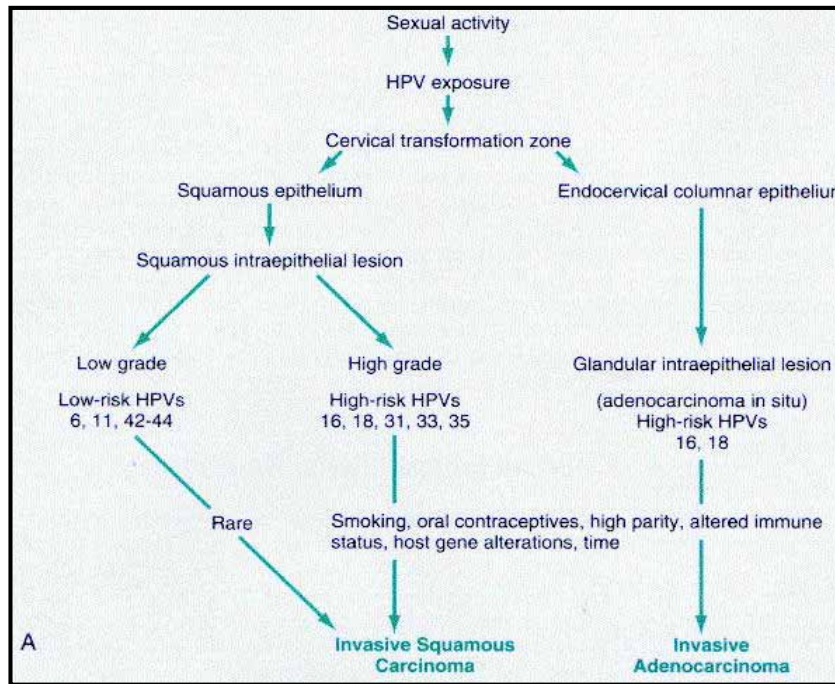 Sexual activity
HPV exposure
Cervical transformation zone
Squamous epithelium
Endocervical columnar epithelium
Squamous intraepithelial lesion
Low grade
High grade
Glandular intraepithelial lesion
Low-risk HPVs
6, 11, 42-44
High-risk HPVs
16, 18, 31, 33, 35
(adenocarcinoma in situ)
High-risk HPVs
16, 18
Rare
Smoking, oral contraceptives, high parity, altered immune
status, host gene alterations, time
A
Invasive Squamous
Carcinoma
Invasive
Adenocarcinoma